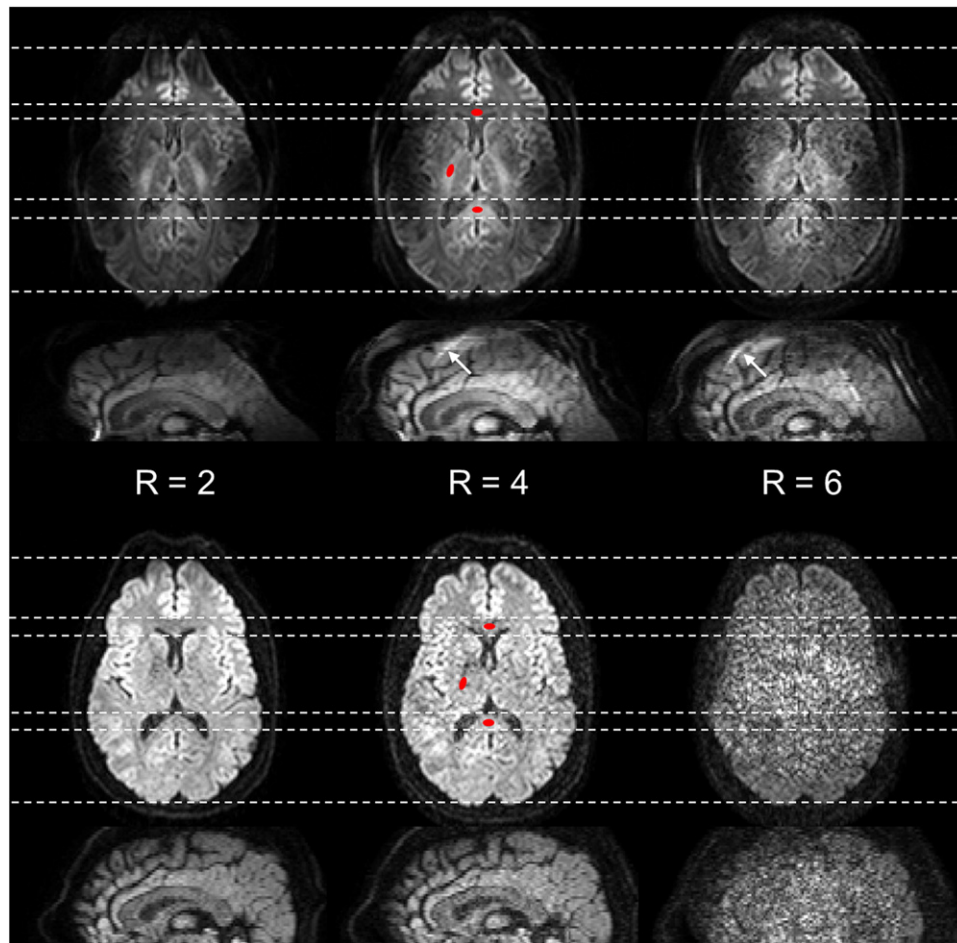 R = 2 R = 4 R = 6